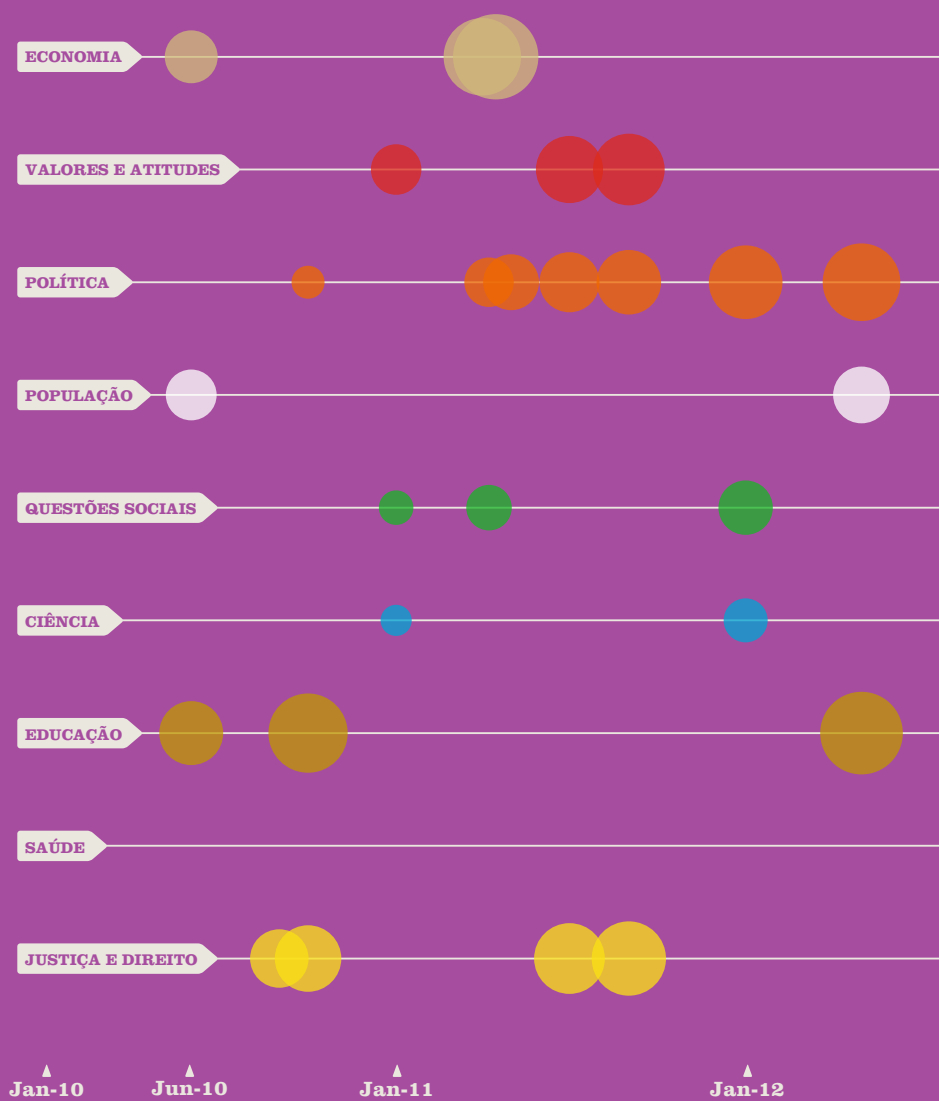 ECONOMIA
VALORES E ATITUDES
POLÍTICA
POPULAÇÃO
QUESTÕES SOCIAIS
CIÊNCIA
EDUCAÇÃO
SAÚDE
JUSTIÇA E DIREITO
Jan-10 Jun-10 Jan-11 Jan-12